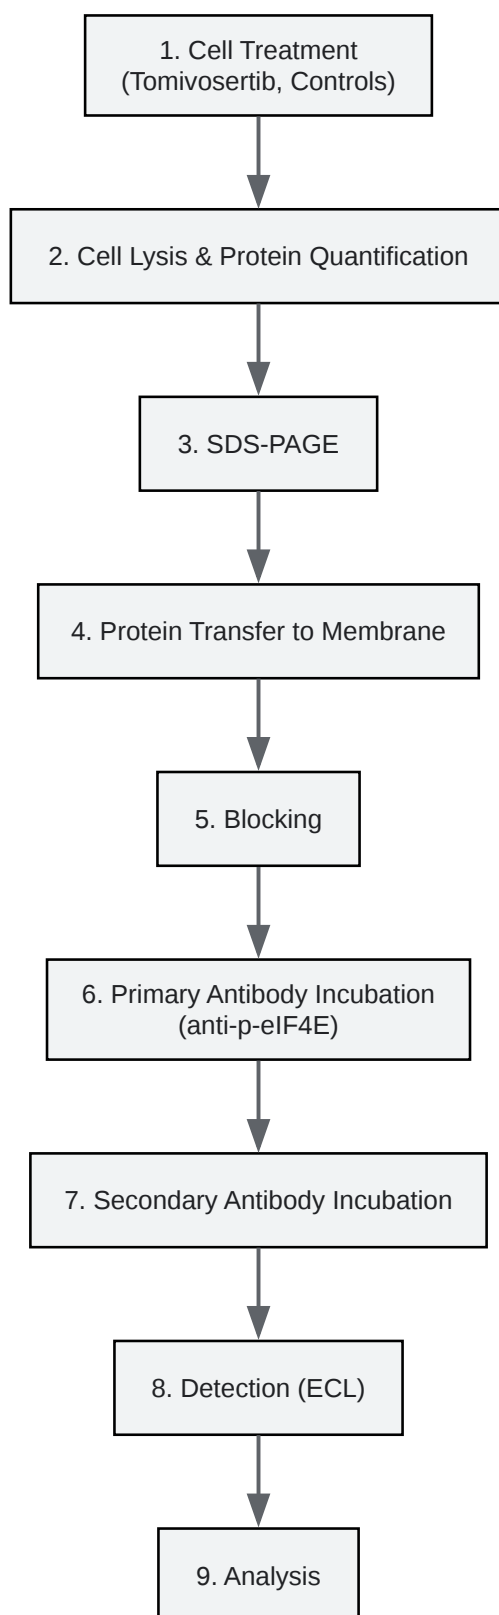 1. Cell Treatment
(Tomivosertib, Controls)
2. Cell Lysis & Protein Quantification
3. SDS-PAGE
4. Protein Transfer to Membrane
5. Blocking
6. Primary Antibody Incubation
(anti-p-eIF4E)
7. Secondary Antibody Incubation
8. Detection (ECL)
9. Analysis